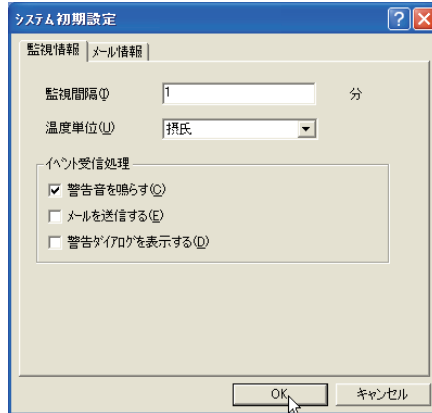 システム初期設定
監視情報 メール情報
監視間隔(I) 1 分
温度単位(U) 摂氏
イベント受信処理
警告音を鳴らす(C)
メールを送信する(E)
警告ダイアログを表示する(D)
OK キャンセル